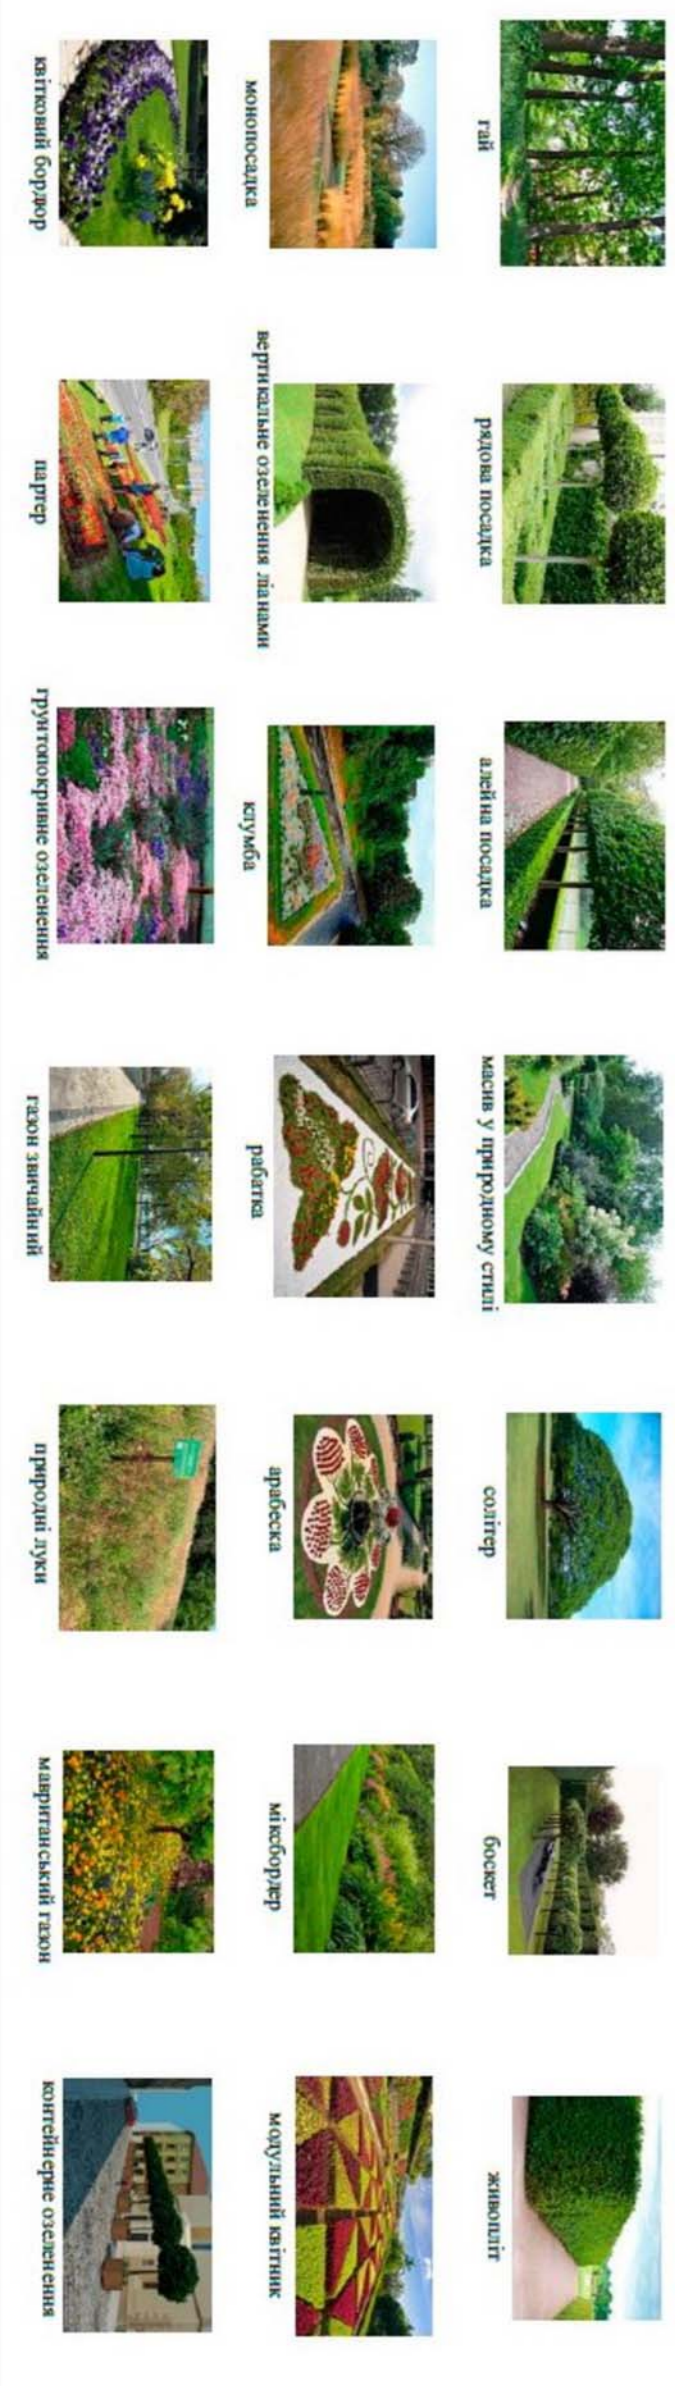 гай
рядова посадка
алейна посадка
масив у природному стилі
солітер
боскет
живопліт
монопосадка
вертикальне озеленення ліанами
клумба
рабатка
арабеска
міксбордер
модульний квітник
квітковий бордюр
партер
ґрунтопокривне озеленення
газон звичайний
природні луки
мавританський газон
контейнерне озеленення